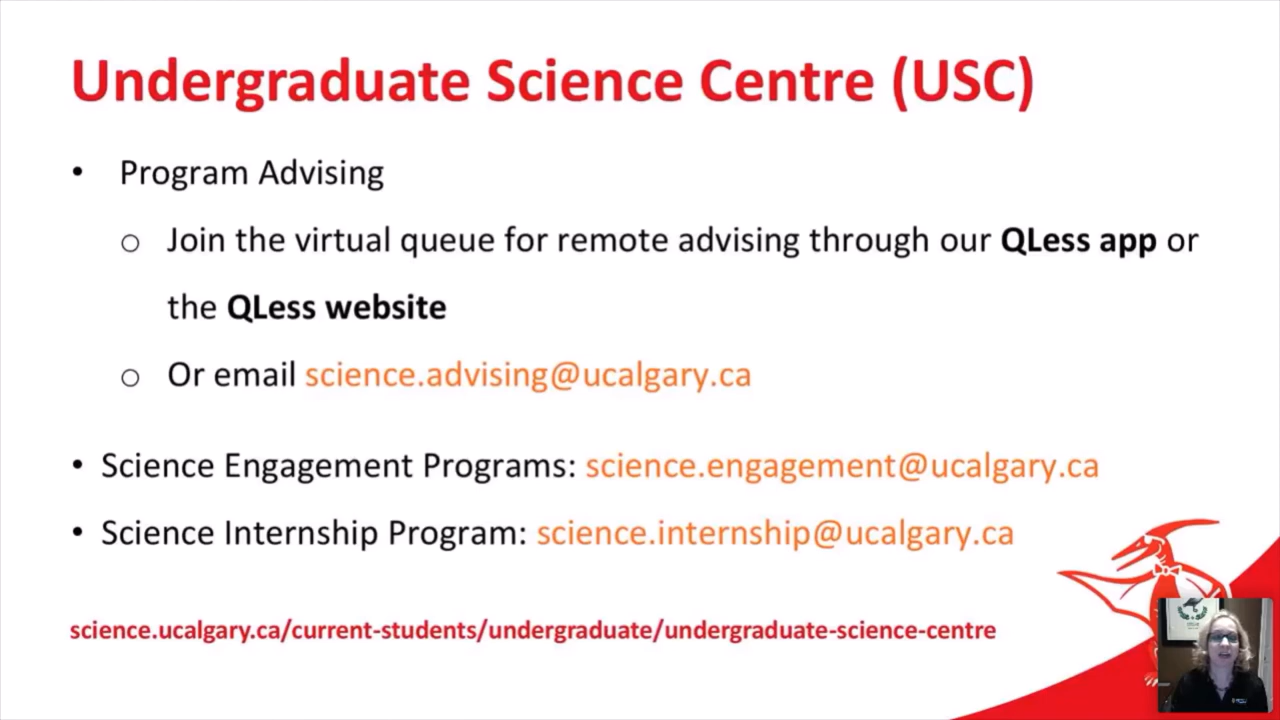 Undergraduate Science Centre (USC)
• Program Advising
o Join the virtual queue for remote advising through our QLess app or
the QLess website
o Or email science.advising@ucalgary.ca
• Science Engagement Programs: science.engagement@ucalgary.ca
• Science Internship Program: science.internship@ucalgary.ca
science.ucalgary.ca/current-students/undergraduate/undergraduate-science-centre